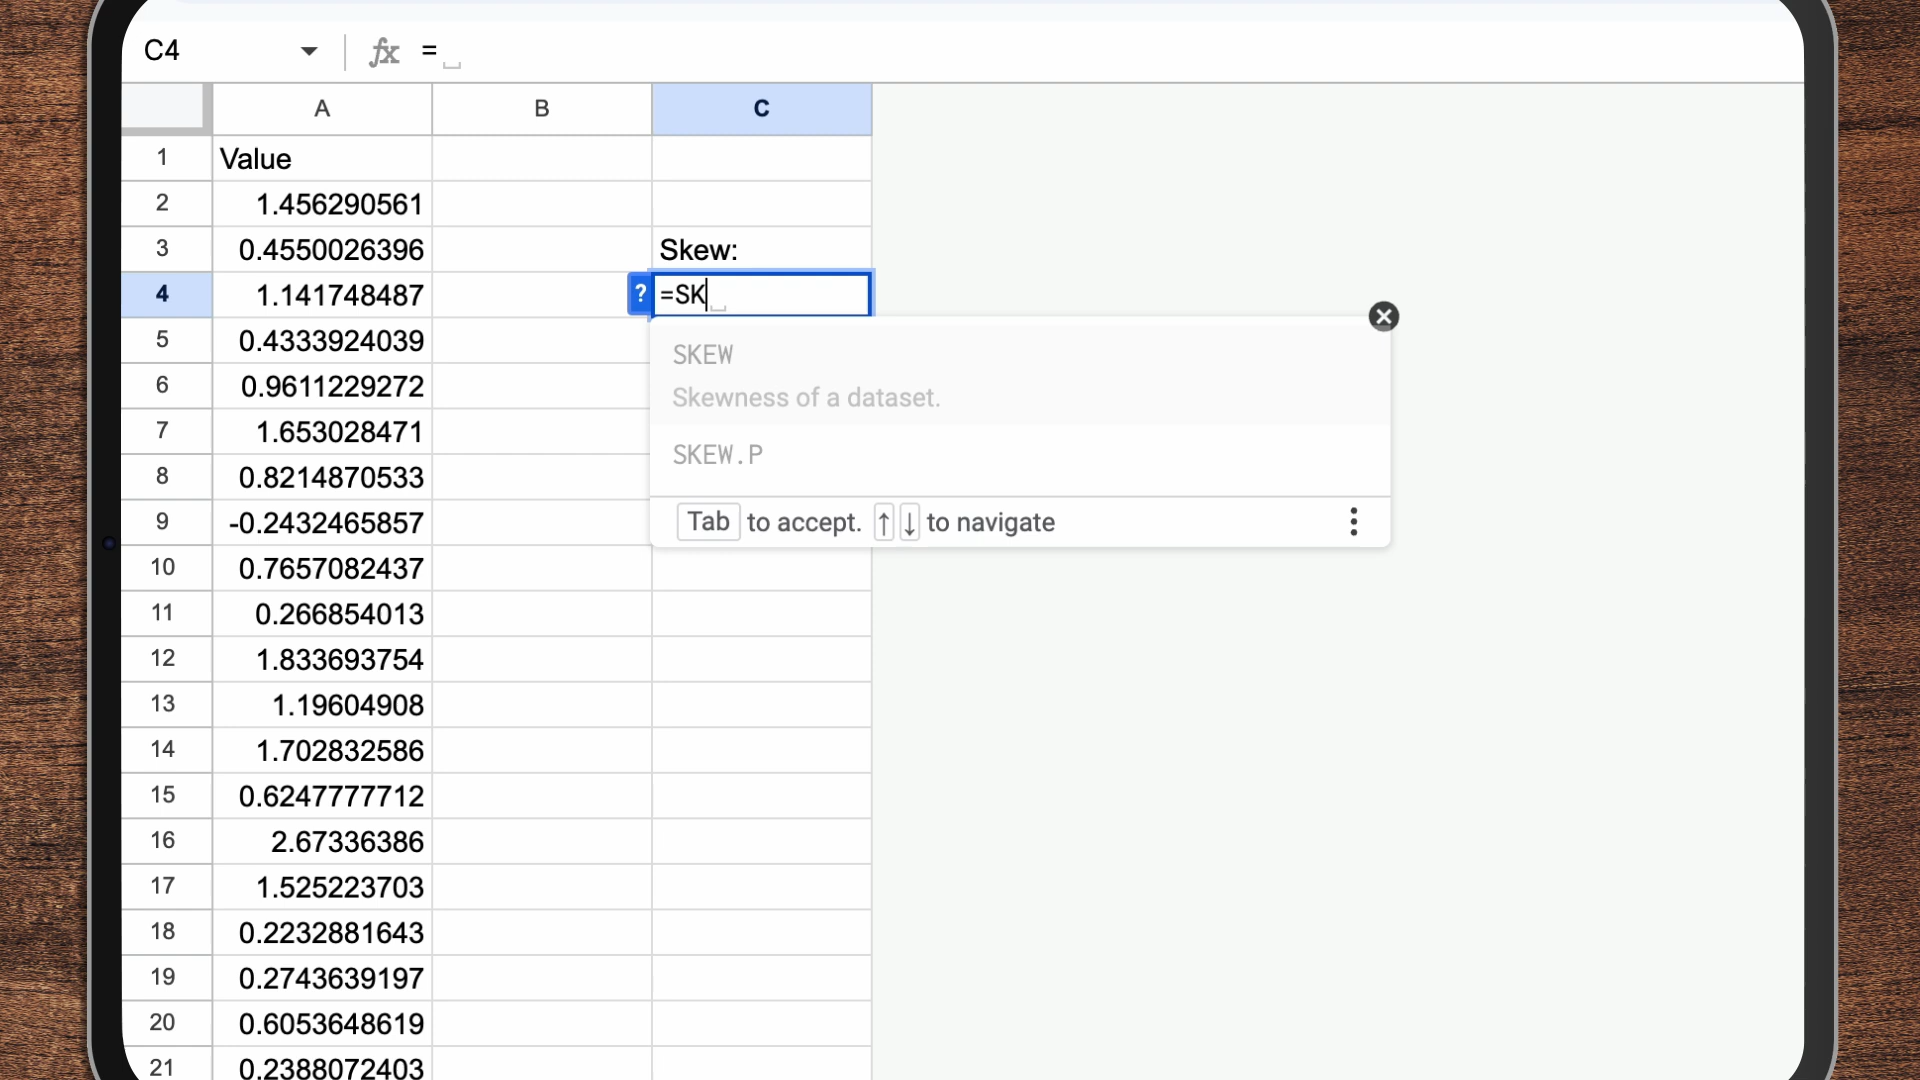 C4 fx =
A B C
1 Value
2 1.456290561
3 0.4550026396 Skew:
4 1.141748487 ? =SK
5 0.4333924039
SKEW
6 0.9611229272
Skewness of a dataset.
7 1.653028471
SKEW.P
8 0.8214870533
9 -0.2432465857
Tab to accept. ↑ ↓ to navigate
10 0.7657082437
11 0.266854013
12 1.833693754
13 1.19604908
14 1.702832586
15 0.6247777712
16 2.67336386
17 1.525223703
18 0.2232881643
19 0.2743639197
20 0.6053648619
21 0.2388072403